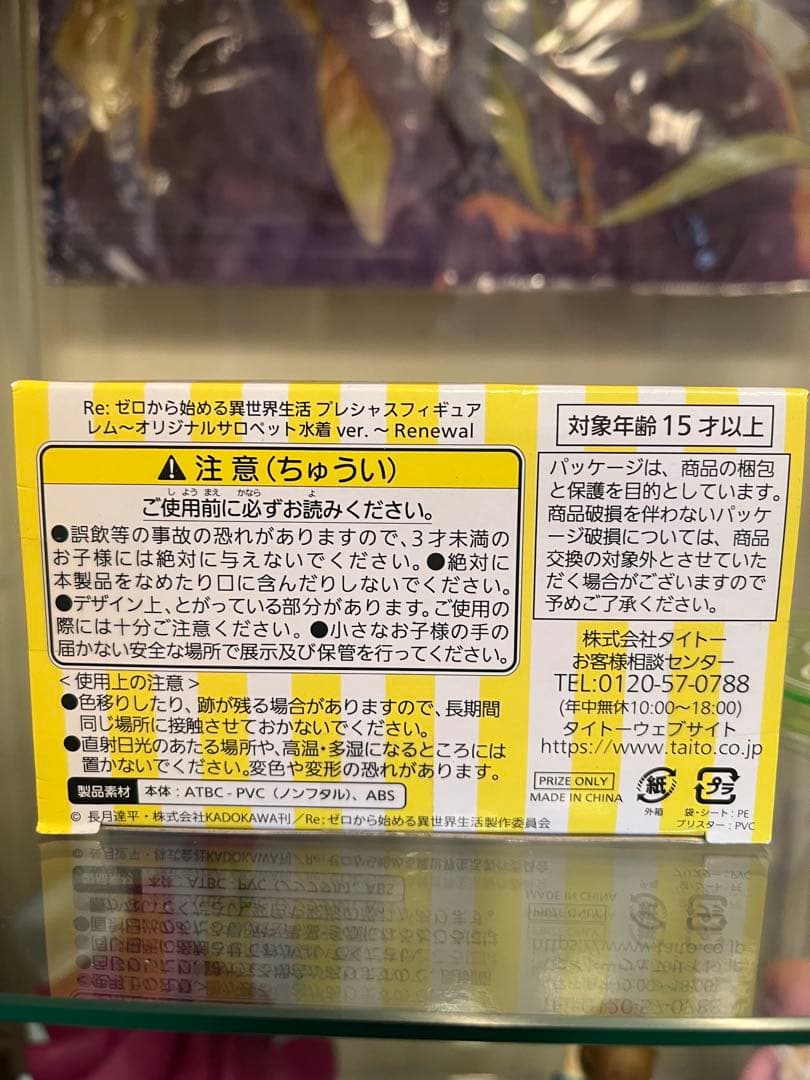 Re: ゼロから始める異世界生活 プレシャスフィギュア
レム～オリジナルサロペット水着 ver. ～ Renewal
注意(ちゅうい)
ご使用前に必ずお読みください。
しようまえ かなら よ
●誤飲等の事故の恐れがありますので、3才未満の
お子様には絶対に与えないでください。●絶対に
本製品をなめたり口に含んだりしないでください。
●デザイン上、とがっている部分があります。ご使用の
際には十分ご注意ください。●小さなお子様の手の
届かない安全な場所で展示及び保管を行ってください。
<使用上の注意>
●色移りしたり、跡が残る場合がありますので、長期間
同じ場所に接触させておかないでください。
●直射日光のあたる場所や、高温・多湿になるところには
置かないでください。変色や変形の恐れがあります。
製品素材 本体：ATBC - PVC（ノンフタル）、ABS
© 長月達平・株式会社KADOKAWA刊／Re: ゼロから始める異世界生活製作委員会
対象年齢 15 才以上
パッケージは、商品の梱包
と保護を目的としています。
商品破損を伴わないパッケ
ージ破損については、商品
交換の対象外とさせていた
だく場合がございますので
予めご了承ください。
株式会社タイトー
お客様相談センター
TEL:0120-57-0788
(年中無休10:00～18:00)
タイトーウェブサイト
https://www.taito.co.jp
PRIZE ONLY
MADE IN CHINA
紙
外箱
プラ
袋・シート：PE
ブリスター：PVC